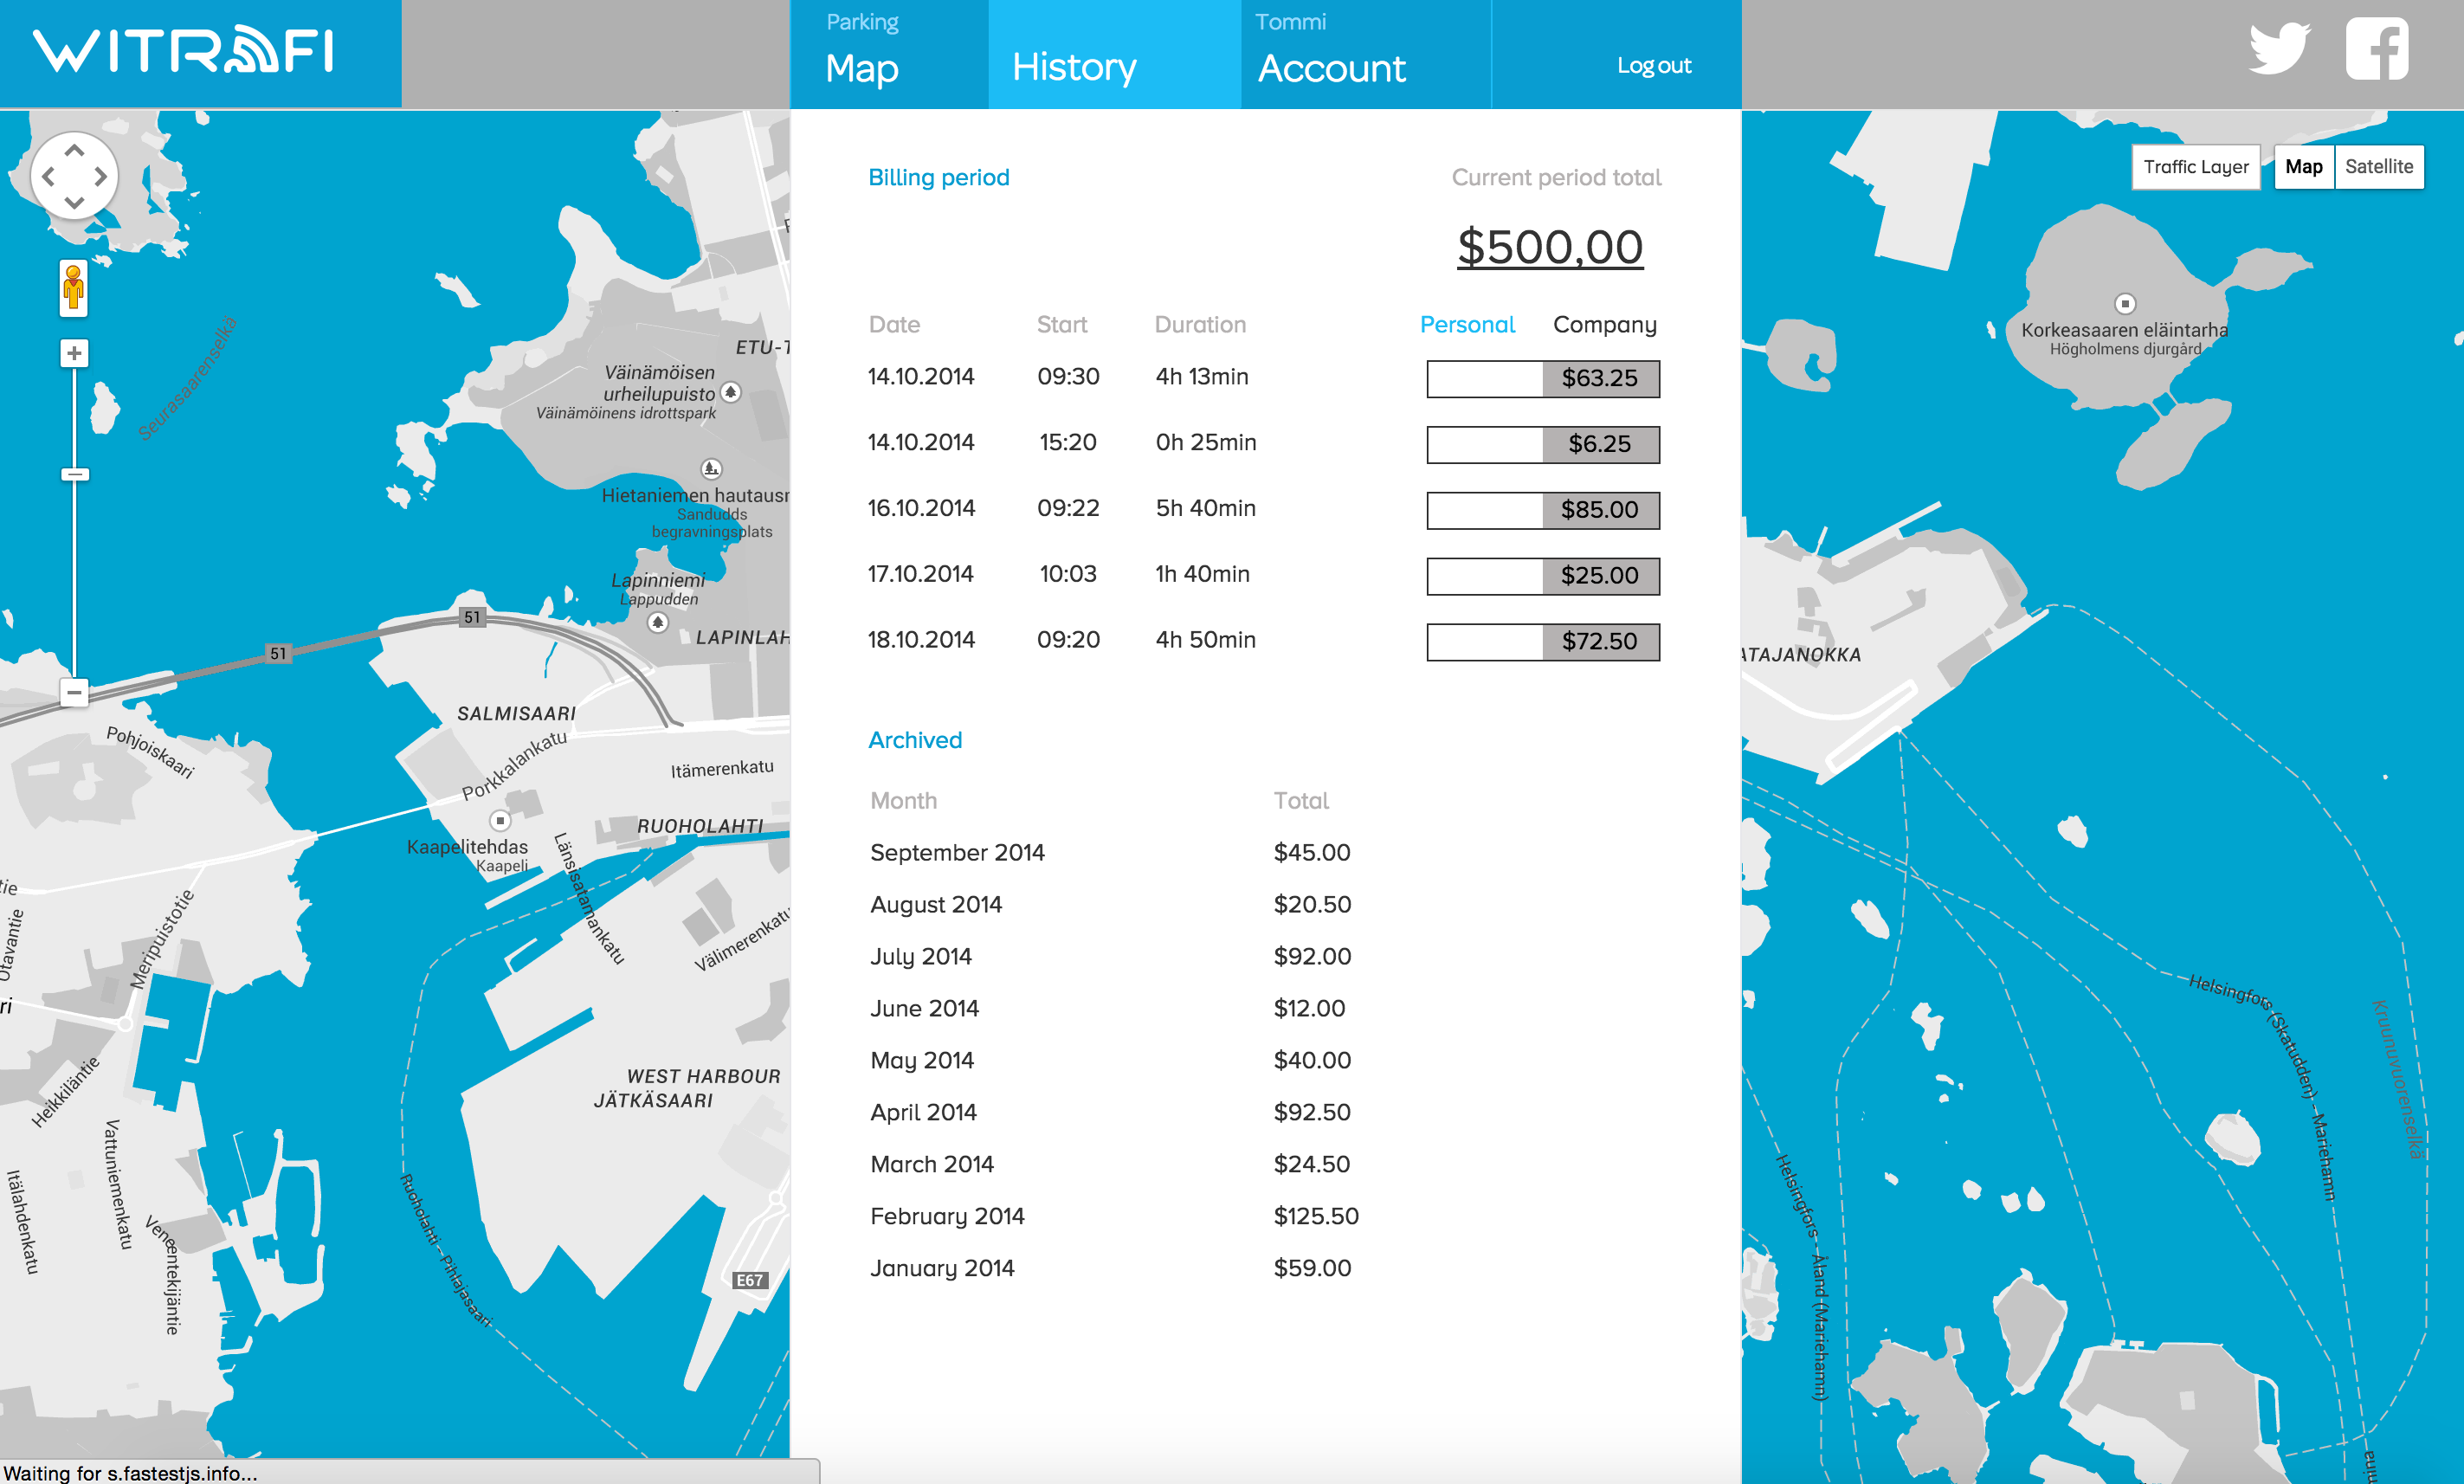 WITRAFI
Parking
Map
History
Tommi
Account
Log out
Traffic Layer
Map
Satellite
Billing period
Current period total
$500,00
Date Start Duration Personal Company
14.10.2014 09:30 4h 13min $63.25
14.10.2014 15:20 0h 25min $6.25
16.10.2014 09:22 5h 40min $85.00
17.10.2014 10:03 1h 40min $25.00
18.10.2014 09:20 4h 50min $72.50
Archived
Month Total
September 2014 $45.00
August 2014 $20.50
July 2014 $92.00
June 2014 $12.00
May 2014 $40.00
April 2014 $92.50
March 2014 $24.50
February 2014 $125.50
January 2014 $59.00
Seurasaarenselkä
ETU-T
Väinämöisen
urheilupuisto
Väinämöinens idrottspark
Hietaniemen hautausm
Sandudds
begravningsplats
Lapinniemi
Lappudden
LAPINLAH
51
51
SALMISAARI
Pohjoiskaari
Porkkalankatu
Itämerenkatu
RUOHOLAHTI
Kaapelitehdas
Kaapeli
Länsisatamankatu
Välimerenkatu
tie
Otavantie
Meripuistotie
ri
Heikkiläntie
Vattuniemenkatu
Itälahdenkatu
Veneentekijäntie
WEST HARBOUR
JÄTKÄSAARI
Ruoholahti - Pihlajasaari
E67
Korkeasaaren eläintarha
Högholmens djurgård
ATAJANOKKA
Helsingfors (Skatudden) - Mariehamn
Kruunuvuorenselkä
Helsingfors - Åland (Mariehamn)
Waiting for s.fastestjs.info...